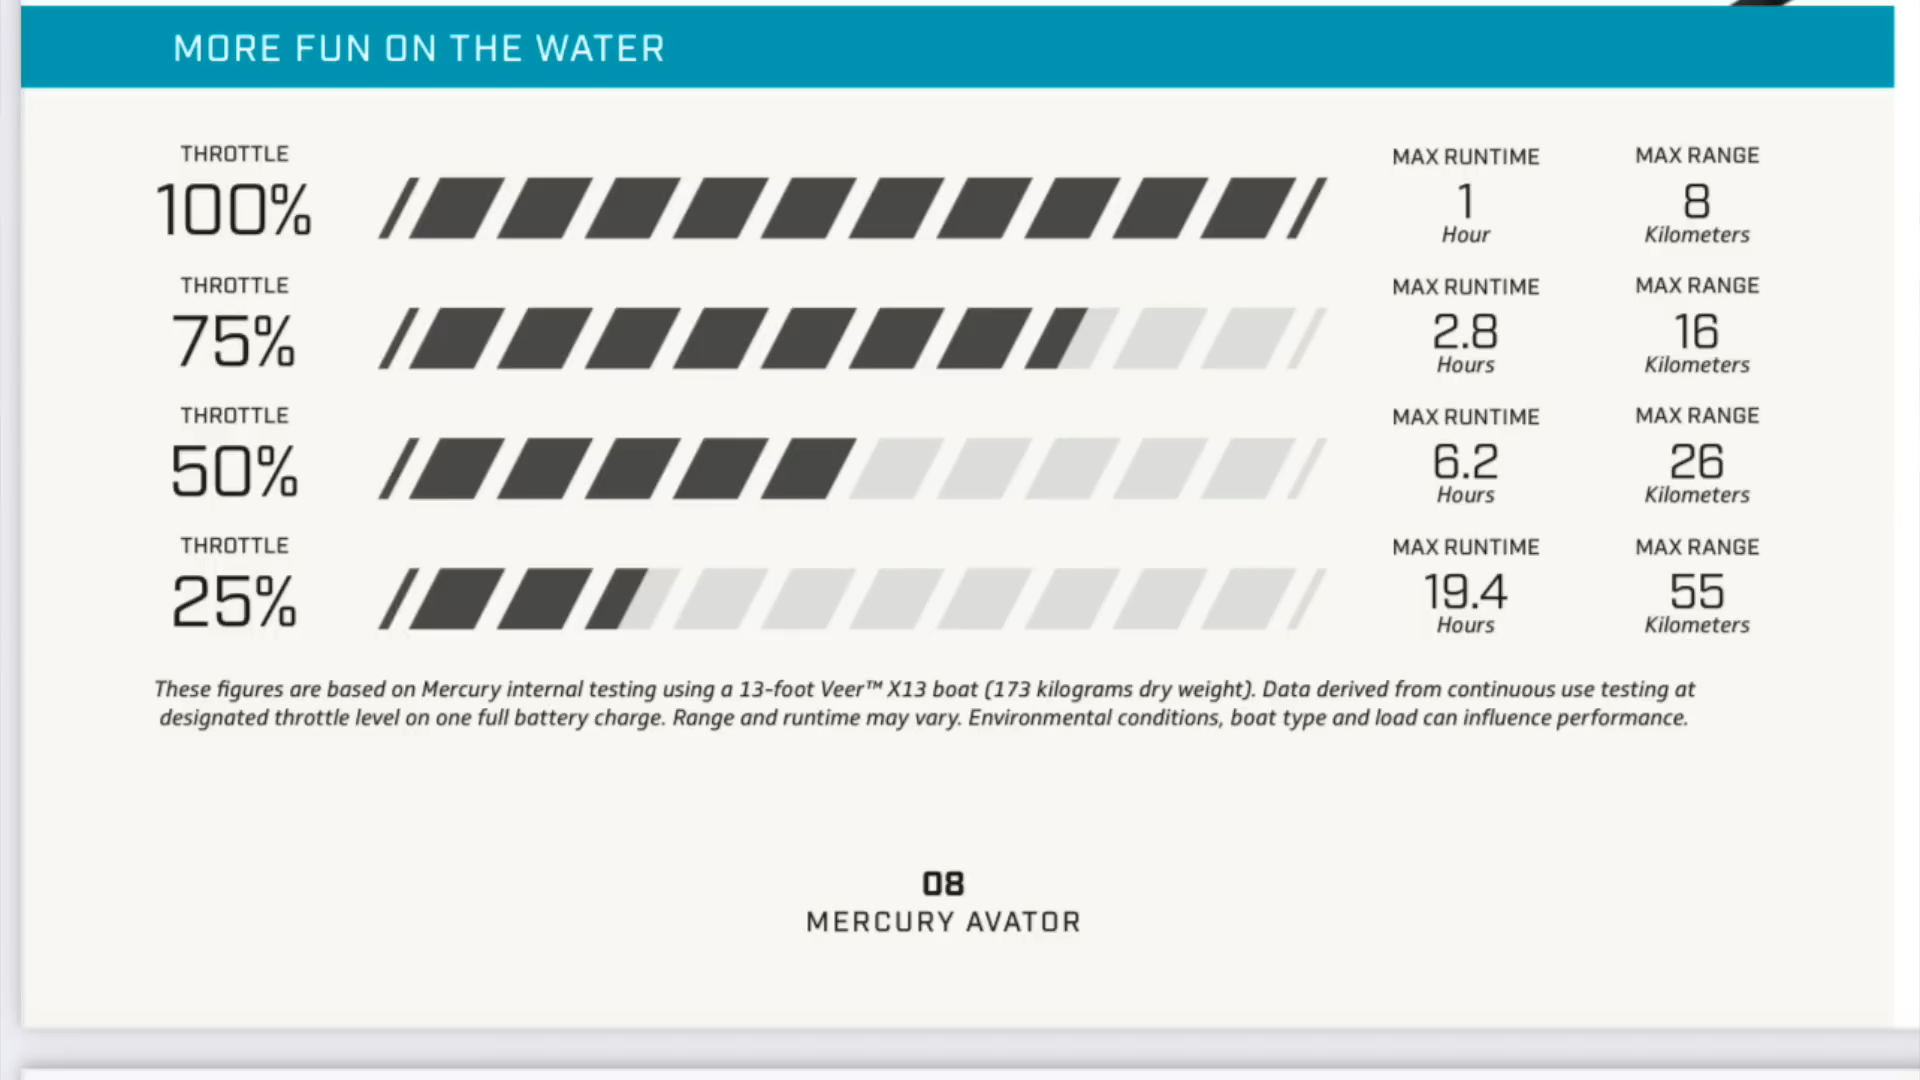 MORE FUN ON THE WATER
THROTTLE
100%
MAX RUNTIME
1
Hour
MAX RANGE
8
Kilometers
THROTTLE
75%
MAX RUNTIME
2.8
Hours
MAX RANGE
16
Kilometers
THROTTLE
50%
MAX RUNTIME
6.2
Hours
MAX RANGE
26
Kilometers
THROTTLE
25%
MAX RUNTIME
19.4
Hours
MAX RANGE
55
Kilometers
These figures are based on Mercury internal testing using a 13-foot Veer™ X13 boat (173 kilograms dry weight). Data derived from continuous use testing at
designated throttle level on one full battery charge. Range and runtime may vary. Environmental conditions, boat type and load can influence performance.
08
MERCURY AVATOR